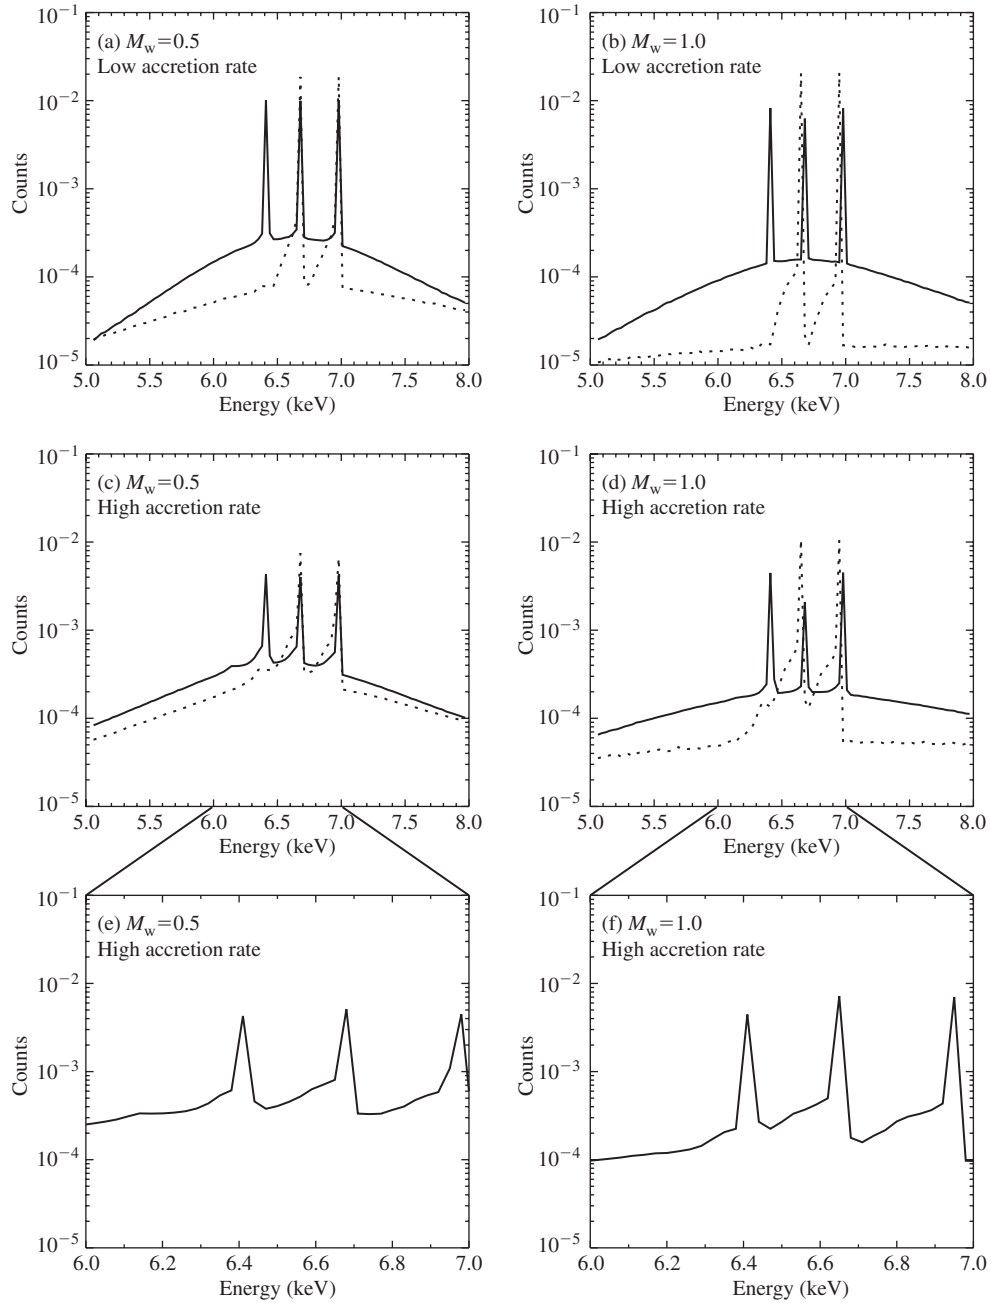 (a) M_w=0.5
Low accretion rate
Counts
10^−1
10^−2
10^−3
10^−4
10^−5
5.0 5.5 6.0 6.5 7.0 7.5 8.0
Energy (keV)
(b) M_w=1.0
Low accretion rate
Counts
10^−1
10^−2
10^−3
10^−4
10^−5
5.0 5.5 6.0 6.5 7.0 7.5 8.0
Energy (keV)
(c) M_w=0.5
High accretion rate
Counts
10^−1
10^−2
10^−3
10^−4
10^−5
5.0 5.5 6.0 6.5 7.0 7.5 8.0
Energy (keV)
(d) M_w=1.0
High accretion rate
Counts
10^−1
10^−2
10^−3
10^−4
10^−5
5.0 5.5 6.0 6.5 7.0 7.5 8.0
Energy (keV)
(e) M_w=0.5
High accretion rate
Counts
10^−1
10^−2
10^−3
10^−4
10^−5
6.0 6.2 6.4 6.6 6.8 7.0
Energy (keV)
(f) M_w=1.0
High accretion rate
Counts
10^−1
10^−2
10^−3
10^−4
10^−5
6.0 6.2 6.4 6.6 6.8 7.0
Energy (keV)